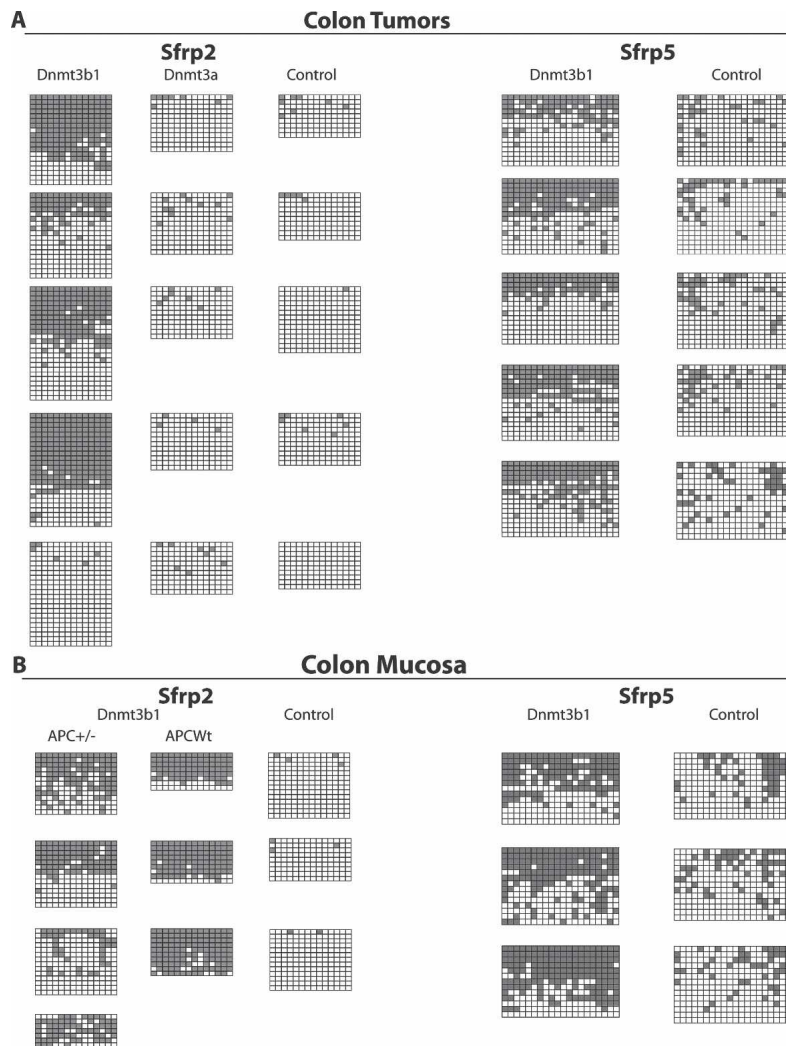 A Colon Tumors
Sfrp2 Sfrp5
Dnmt3b1 Dnmt3a Control Dnmt3b1 Control
B Colon Mucosa
Sfrp2 Sfrp5
Dnmt3b1 Control Dnmt3b1 Control
APC+/- APCWt